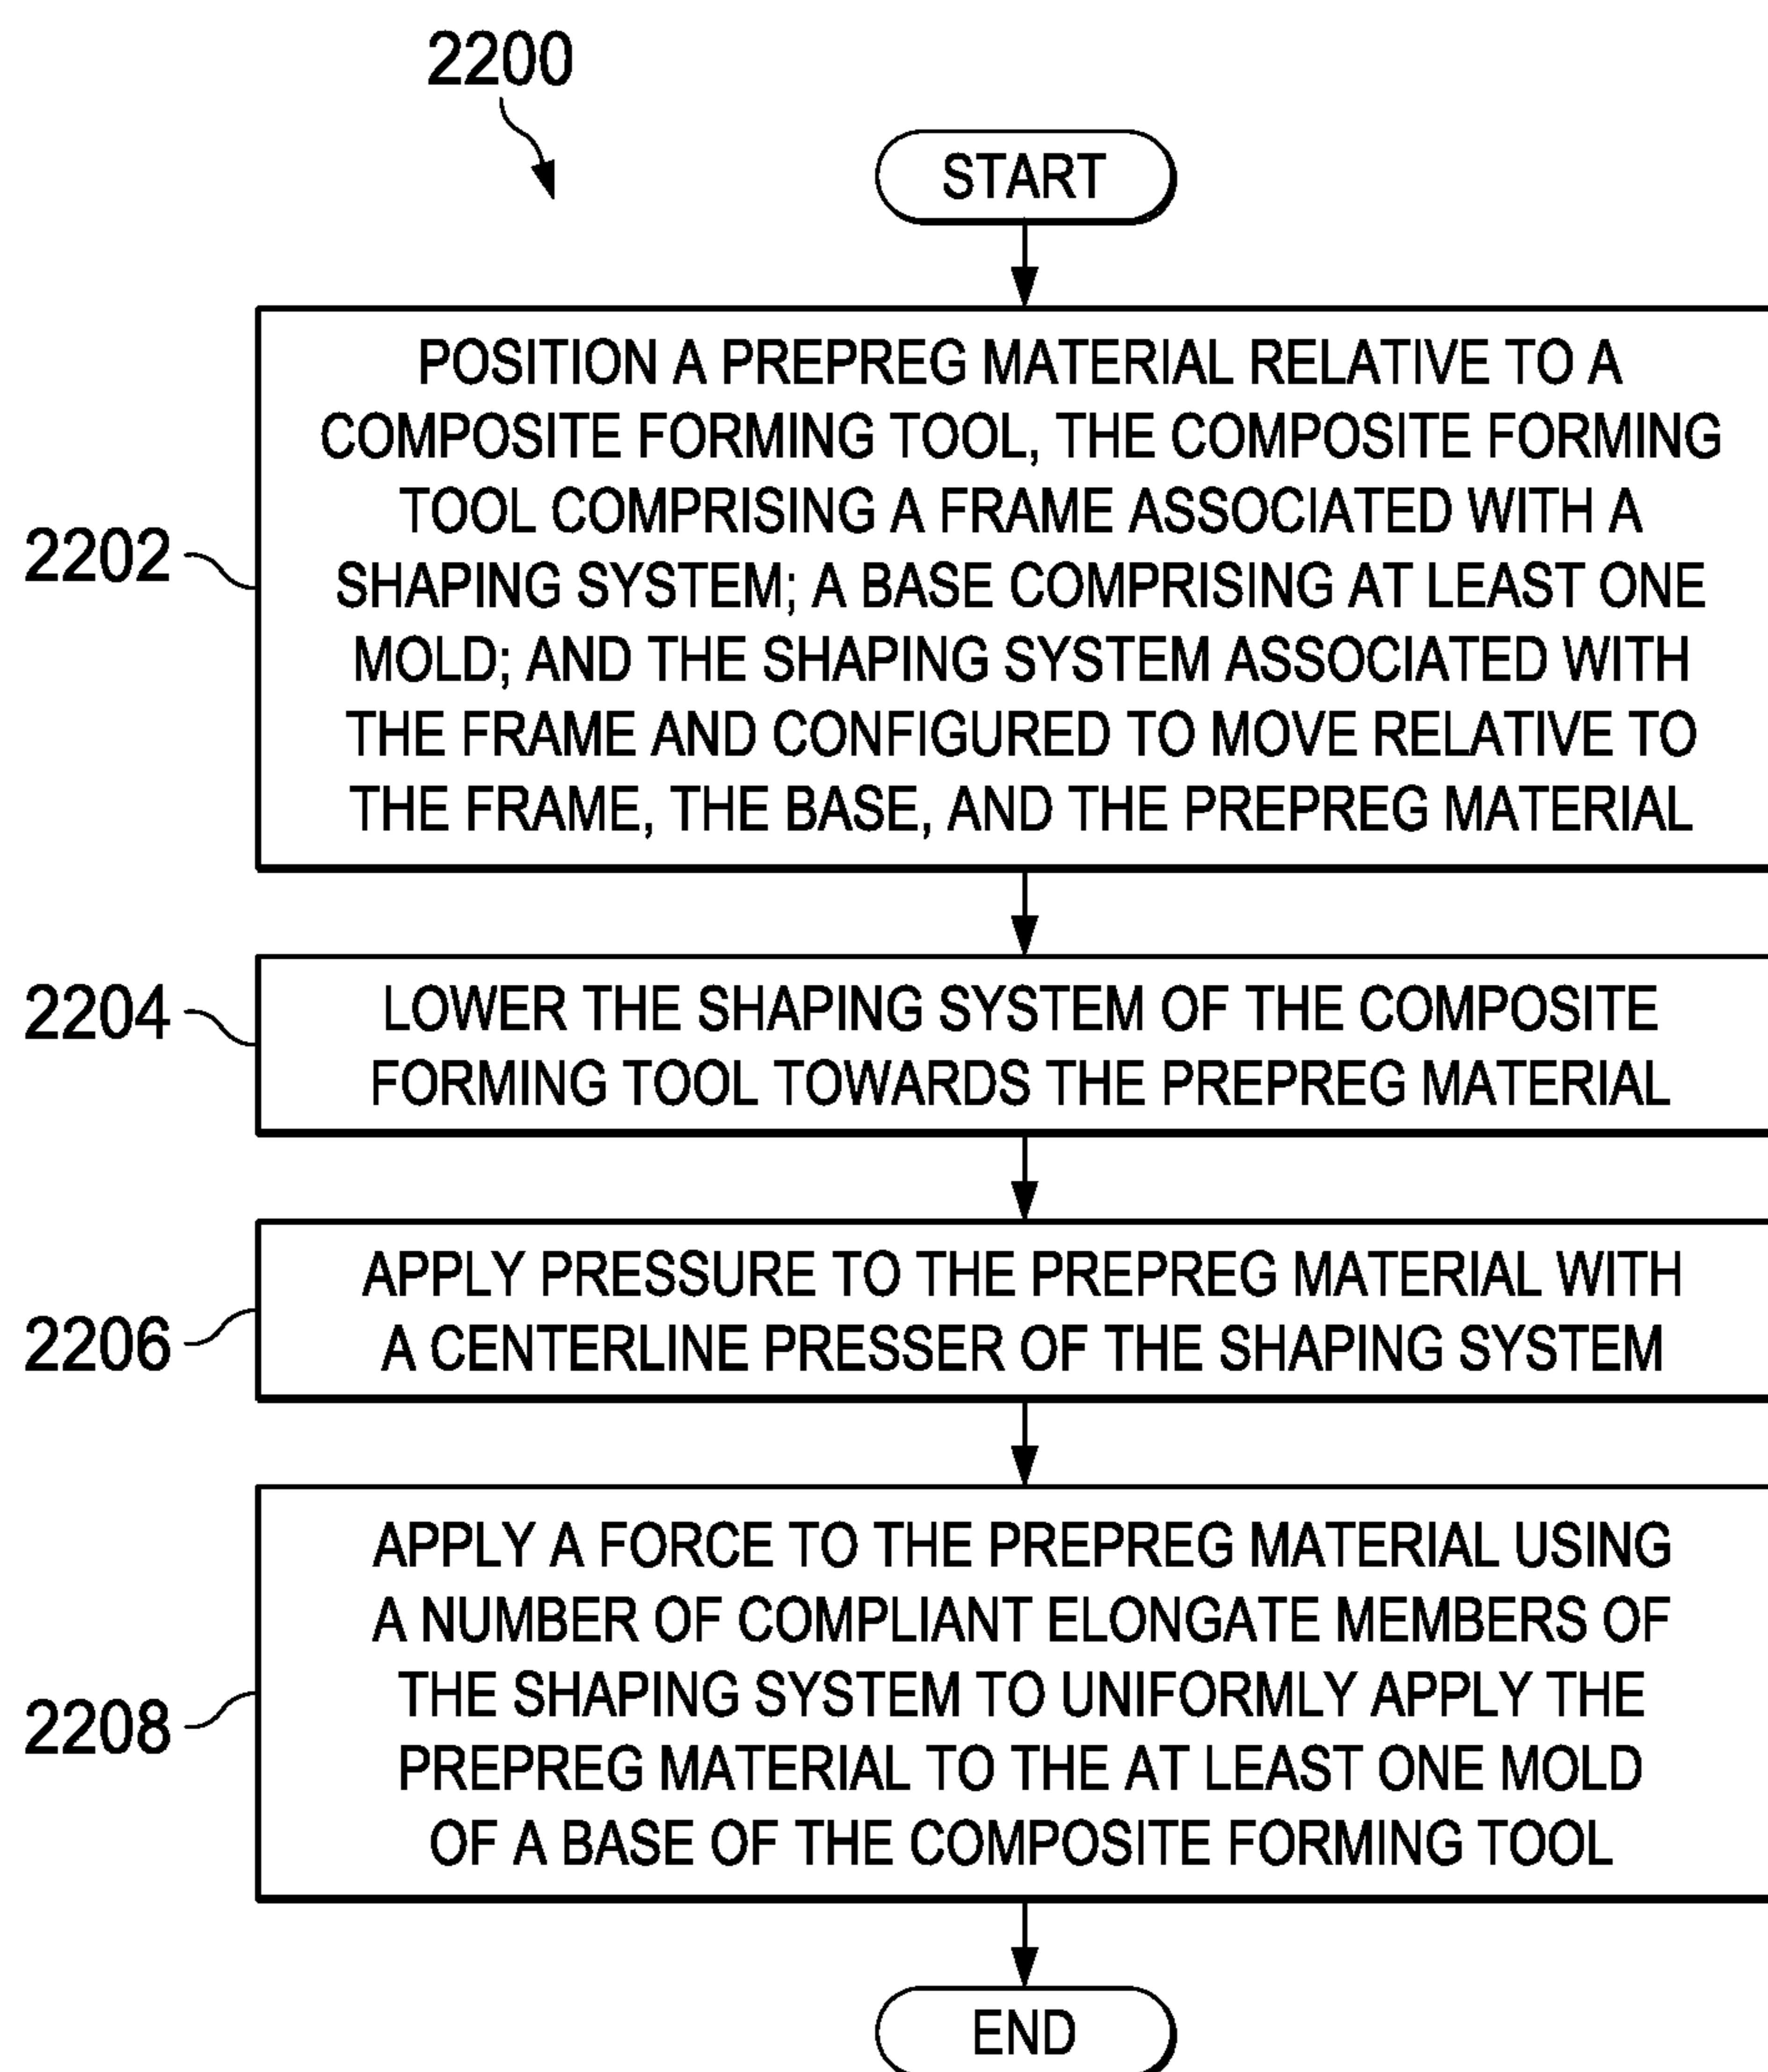 2200
START
2202
POSITION A PREPREG MATERIAL RELATIVE TO A
COMPOSITE FORMING TOOL, THE COMPOSITE FORMING
TOOL COMPRISING A FRAME ASSOCIATED WITH A
SHAPING SYSTEM; A BASE COMPRISING AT LEAST ONE
MOLD; AND THE SHAPING SYSTEM ASSOCIATED WITH
THE FRAME AND CONFIGURED TO MOVE RELATIVE TO
THE FRAME, THE BASE, AND THE PREPREG MATERIAL
2204
LOWER THE SHAPING SYSTEM OF THE COMPOSITE
FORMING TOOL TOWARDS THE PREPREG MATERIAL
2206
APPLY PRESSURE TO THE PREPREG MATERIAL WITH
A CENTERLINE PRESSER OF THE SHAPING SYSTEM
2208
APPLY A FORCE TO THE PREPREG MATERIAL USING
A NUMBER OF COMPLIANT ELONGATE MEMBERS OF
THE SHAPING SYSTEM TO UNIFORMLY APPLY THE
PREPREG MATERIAL TO THE AT LEAST ONE MOLD
OF A BASE OF THE COMPOSITE FORMING TOOL
END